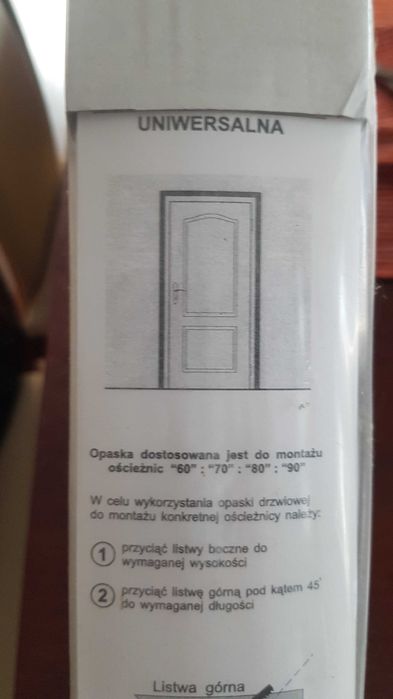 UNIWERSALNA
Opaska dostosowana jest do montażu
ościeżnic "60" : "70" : "80" : "90"
W celu wykorzystania opaski drzwiowej
do montażu konkretnej ościeżnicy należy:
1 przyciąć listwy boczne do
wymaganej wysokości
2 przyciąć listwę górną pod kątem 45°
do wymaganej długości
Listwa górna